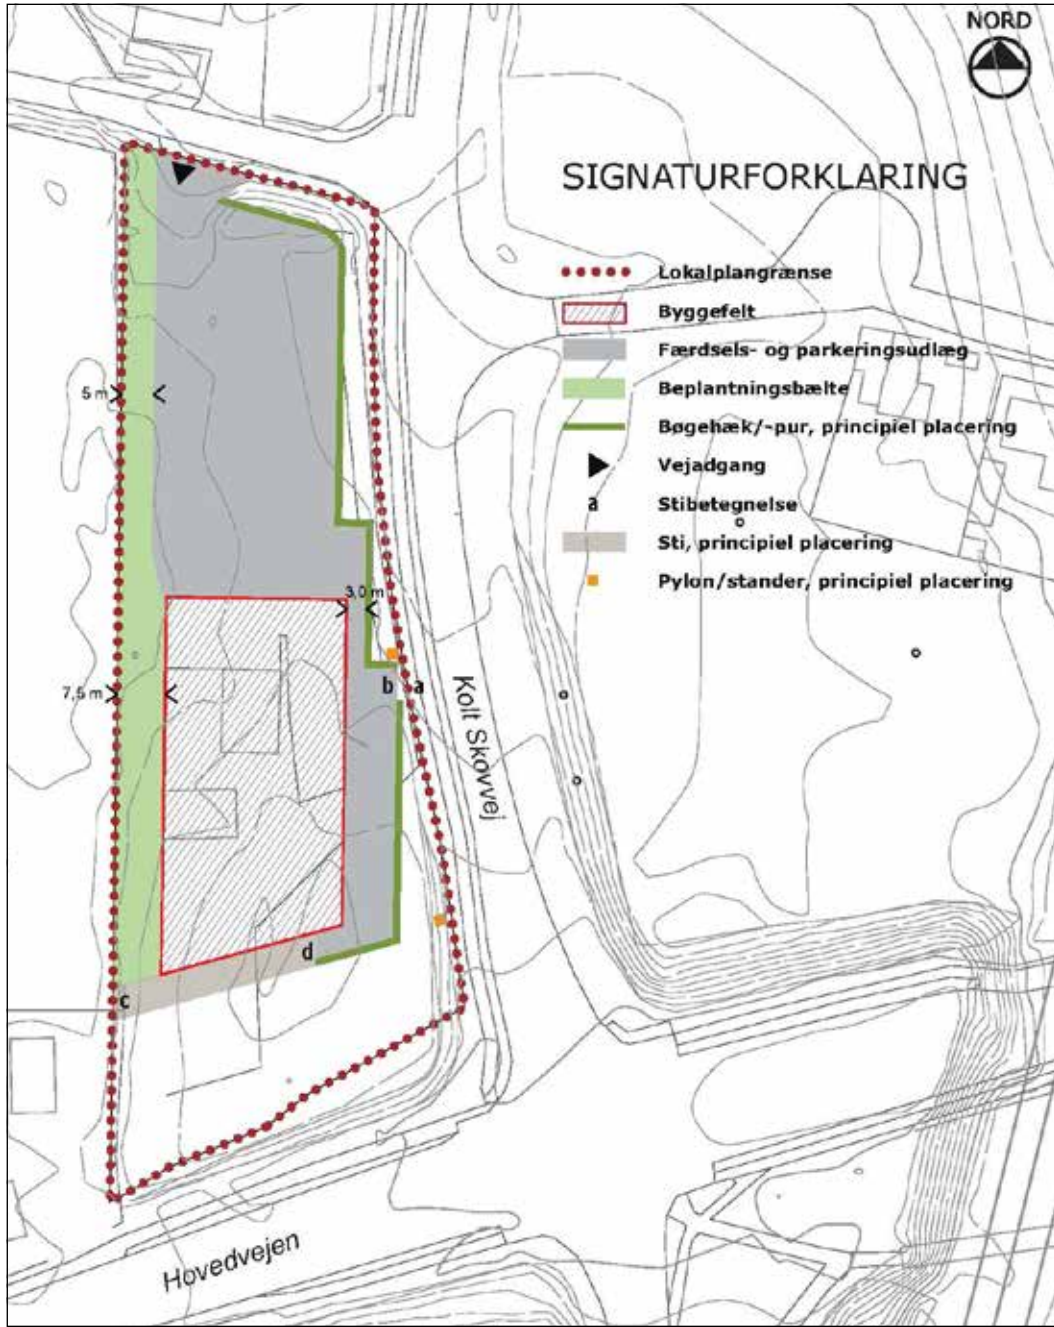 NORD
SIGNATURFORKLARING
Lokalplangrænse
Byggefelt
Færdsels- og parkeringsudlæg
Beplantningsbælte
Bøgehæk/-pur, principiel placering
Vejadgang
a Stibetegnelse
Sti, principiel placering
Pylon/stander, principiel placering
5 m
3,0 m
7,5 m
b a
Kolt Skovvej
d
c
Hovedvejen